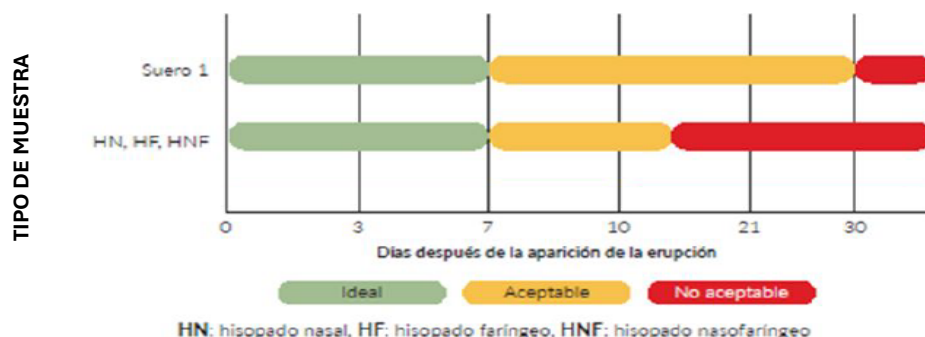 TIPO DE MUESTRA
Suero 1
HN, HF, HNF
0 3 7 10 21 30
Días después de la aparición de la erupción
Ideal Aceptable No aceptable
HN: hisopado nasal, HF: hisopado faríngeo, HNF: hisopado nasofaríngeo